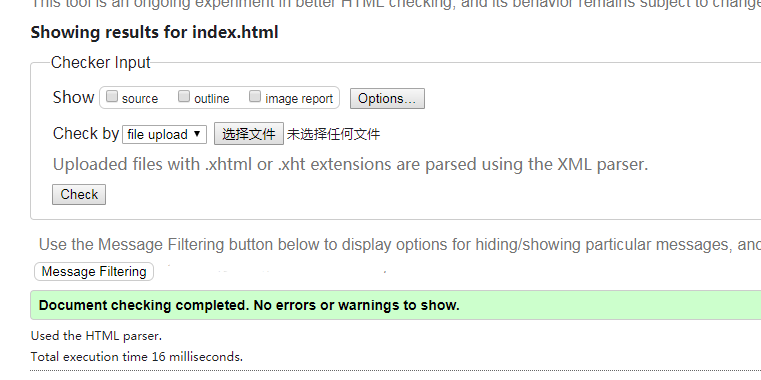 This tool is an ongoing experiment in better HTML checking, and its behavior remains subject to change
Showing results for index.html
Checker Input
Show source outline image report Options...
Check by file upload 选择文件 未选择任何文件
Uploaded files with .xhtml or .xht extensions are parsed using the XML parser.
Check
Use the Message Filtering button below to display options for hiding/showing particular messages, and
Message Filtering
Document checking completed. No errors or warnings to show.
Used the HTML parser.
Total execution time 16 milliseconds.